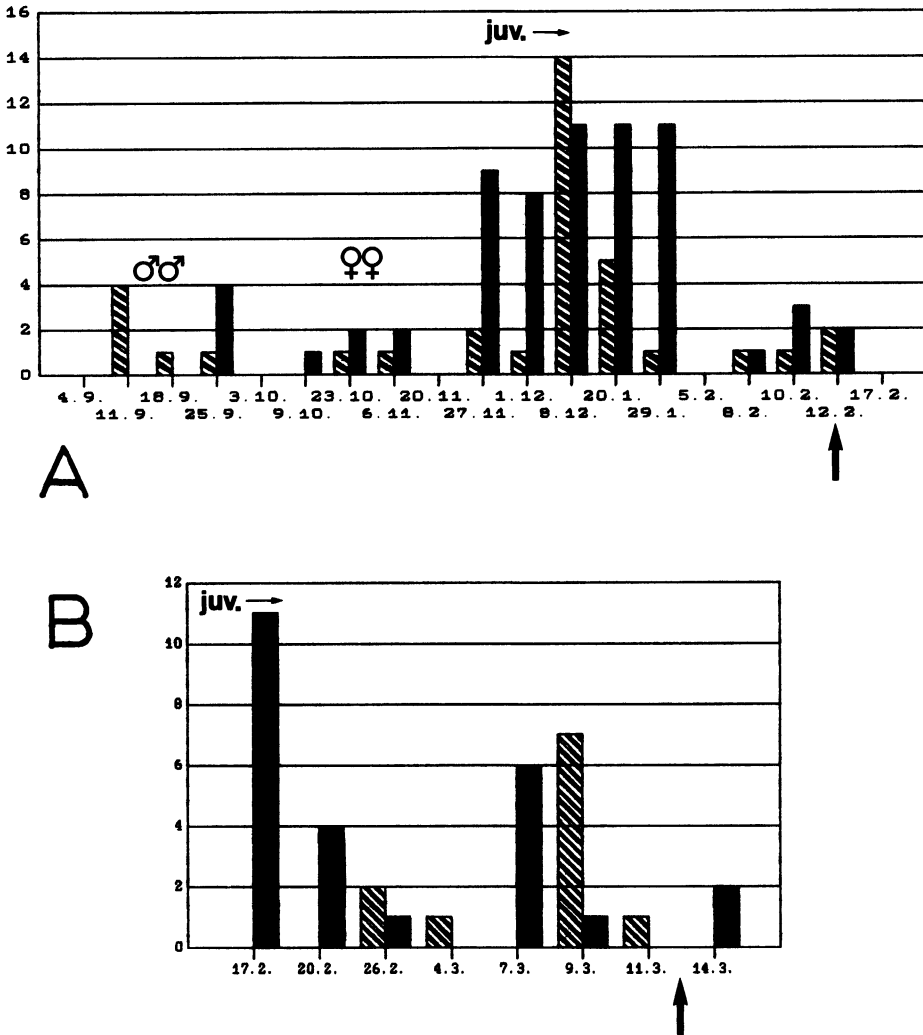 16
juv. →
14
12
10
8
6
♂♂ ♀♀
4
2
0
4.9. 18.9. 3.10. 23.10. 20.11. 1.12. 20.1. 5.2. 10.2. 17.2.
11.9. 25.9. 9.10. 6.11. 27.11. 8.12. 29.1. 8.2. 12.2.
A
B
12
juv. →
10
8
6
4
2
0
17.2. 20.2. 26.2. 4.3. 7.3. 9.3. 11.3. 14.3.